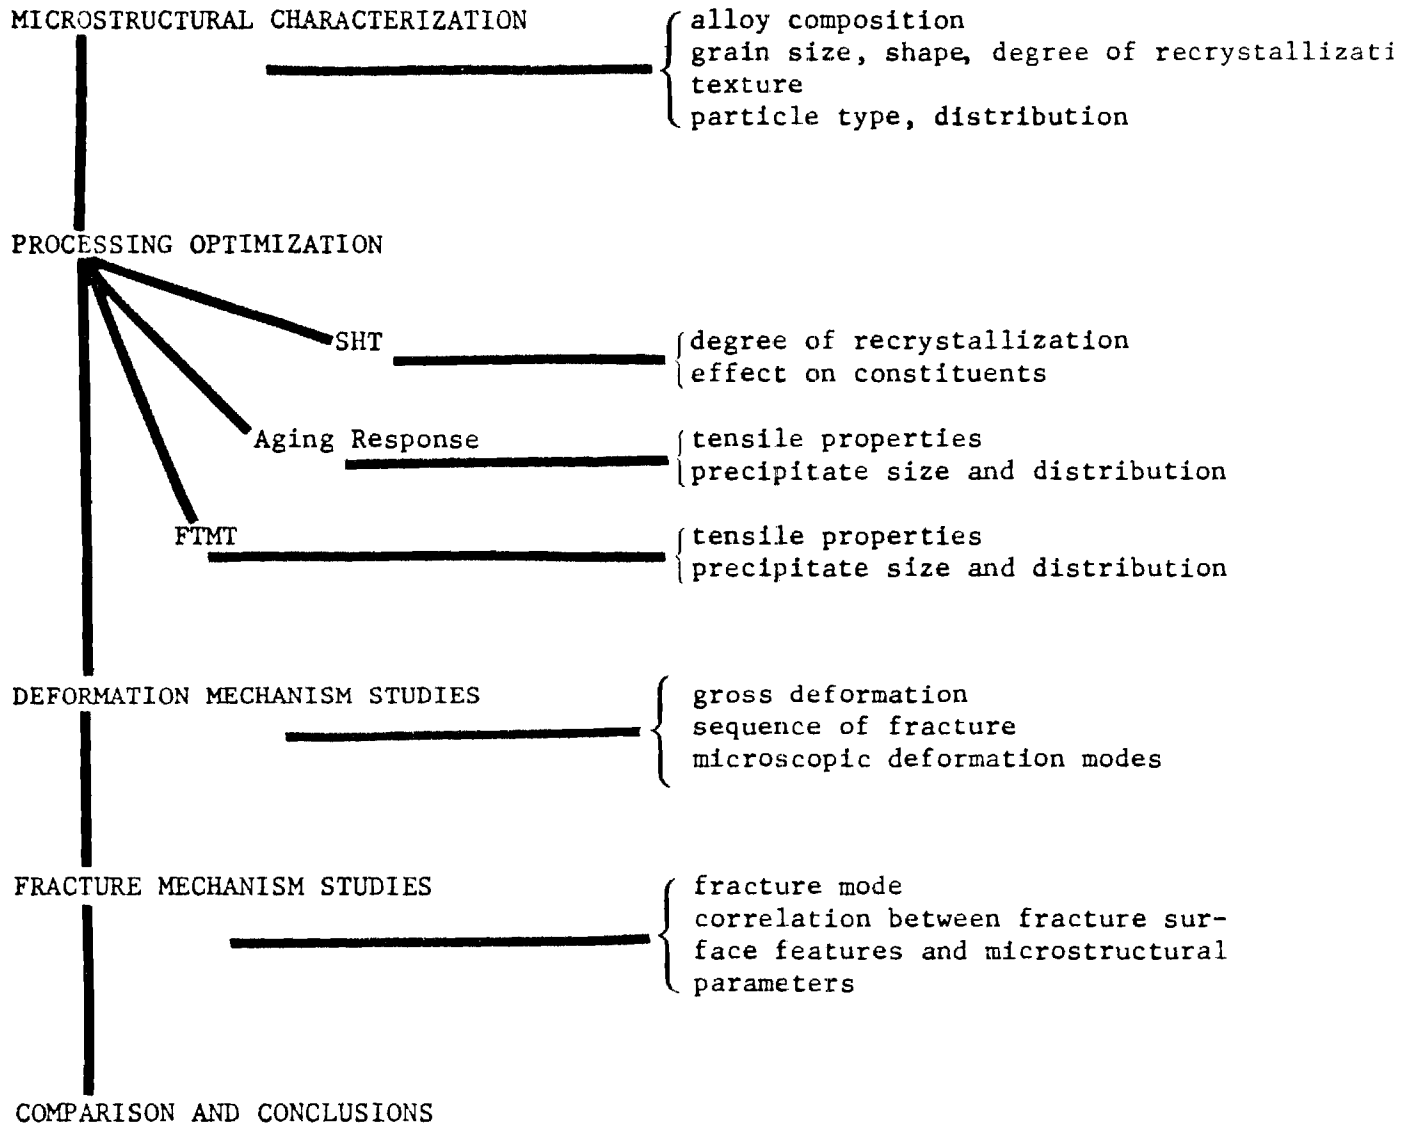 MICROSTRUCTURAL CHARACTERIZATION
alloy composition
grain size, shape, degree of recrystallizati
texture
particle type, distribution
PROCESSING OPTIMIZATION
SHT
degree of recrystallization
effect on constituents
Aging Response
tensile properties
precipitate size and distribution
FTMT
tensile properties
precipitate size and distribution
DEFORMATION MECHANISM STUDIES
gross deformation
sequence of fracture
microscopic deformation modes
FRACTURE MECHANISM STUDIES
fracture mode
correlation between fracture sur-
face features and microstructural
parameters
COMPARISON AND CONCLUSIONS